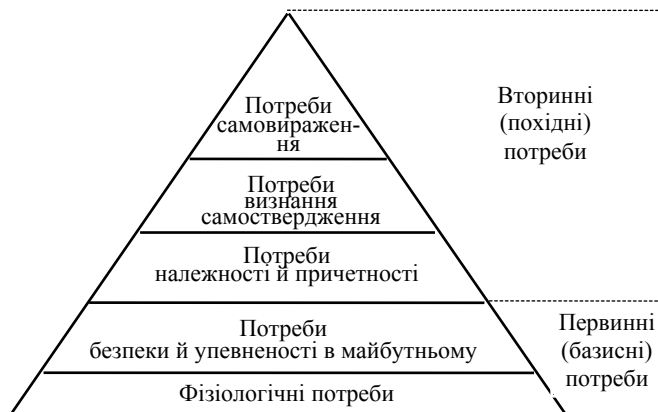 Потреби
самовиражен-
ня
Вторинні
(похідні)
потреби
Потреби
визнання
самоствердження
Потреби
належності й причетності
Потреби
безпеки й упевненості в майбутньому
Первинні
(базисні)
потреби
Фізіологічні потреби